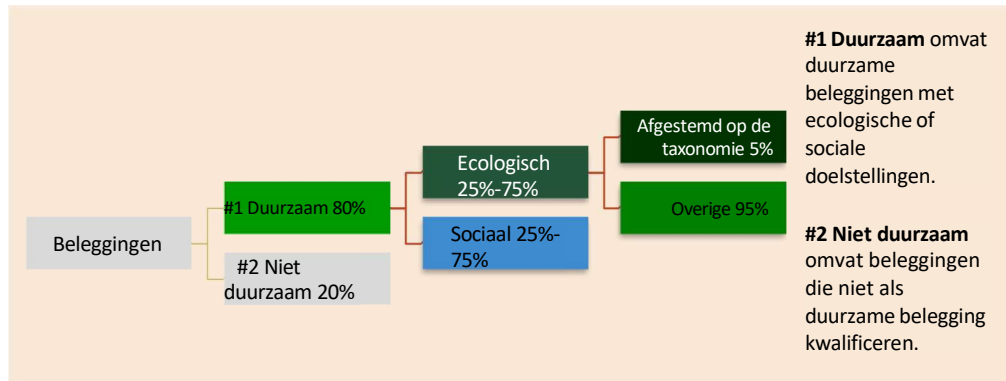 Beleggingen
#1 Duurzaam 80%
#2 Niet
duurzaam 20%
Ecologisch
25%-75%
Sociaal 25%-
75%
Afgestemd op de
taxonomie 5%
Overige 95%
#1 Duurzaam omvat
duurzame
beleggingen met
ecologische of
sociale
doelstellingen.
#2 Niet duurzaam
omvat beleggingen
die niet als
duurzame belegging
kwalificeren.